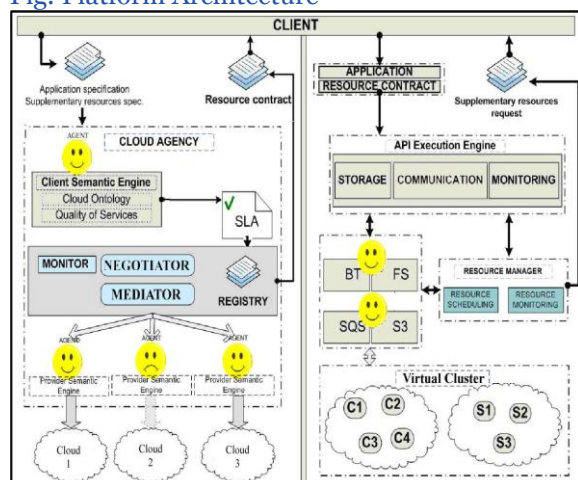 Fig: Platform Architecture
CLIENT
Application specification
Supplementary resources spec.
Resource contract
AGENT
CLOUD AGENCY
Client Semantic Engine
Cloud Ontology
Quality of Services
SLA
MONITOR
NEGOTIATOR
MEDIATOR
REGISTRY
AGENT
AGENT
AGENT
Provider Semantic
Engine
Provider Semantic
Engine
Provider Semantic
Engine
Cloud
1
Cloud
2
Cloud
3
APPLICATION
RESOURCE CONTRACT
Supplementary resources
request
API Execution Engine
STORAGE
COMMUNICATION
MONITORING
BT
FS
SQS
S3
RESOURCE MANAGER
RESOURCE
SCHEDULING
RESOURCE
MONITORING
Virtual Cluster
C1
C2
C3
C4
S1
S2
S3